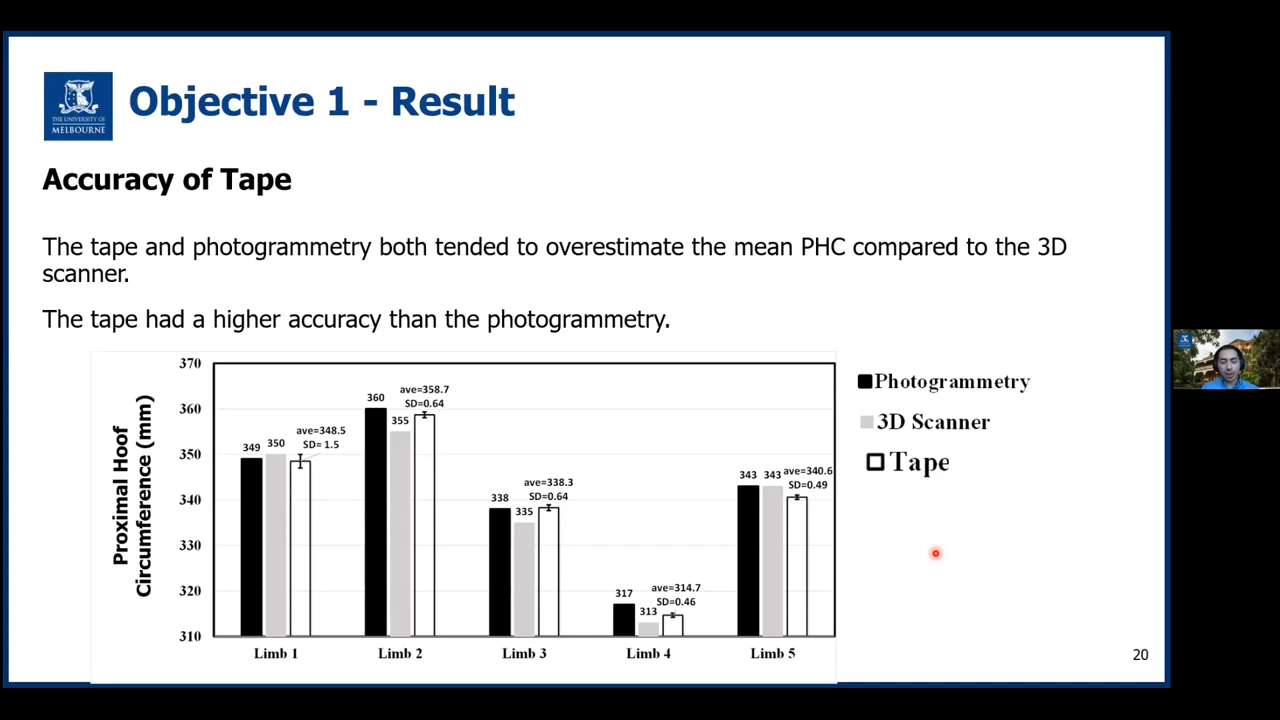 THE UNIVERSITY OF
MELBOURNE
Objective 1 - Result
Accuracy of Tape
The tape and photogrammetry both tended to overestimate the mean PHC compared to the 3D
scanner.
The tape had a higher accuracy than the photogrammetry.
Proximal Hoof
Circumference (mm)
370
360
350
340
330
320
310
349
350
ave=348.5
SD= 1.5
360
355
ave=358.7
SD=0.64
338
335
ave=338.3
SD=0.64
317
313
ave=314.7
SD=0.46
343
343
ave=340.6
SD=0.49
Limb 1
Limb 2
Limb 3
Limb 4
Limb 5
Photogrammetry
3D Scanner
Tape
20